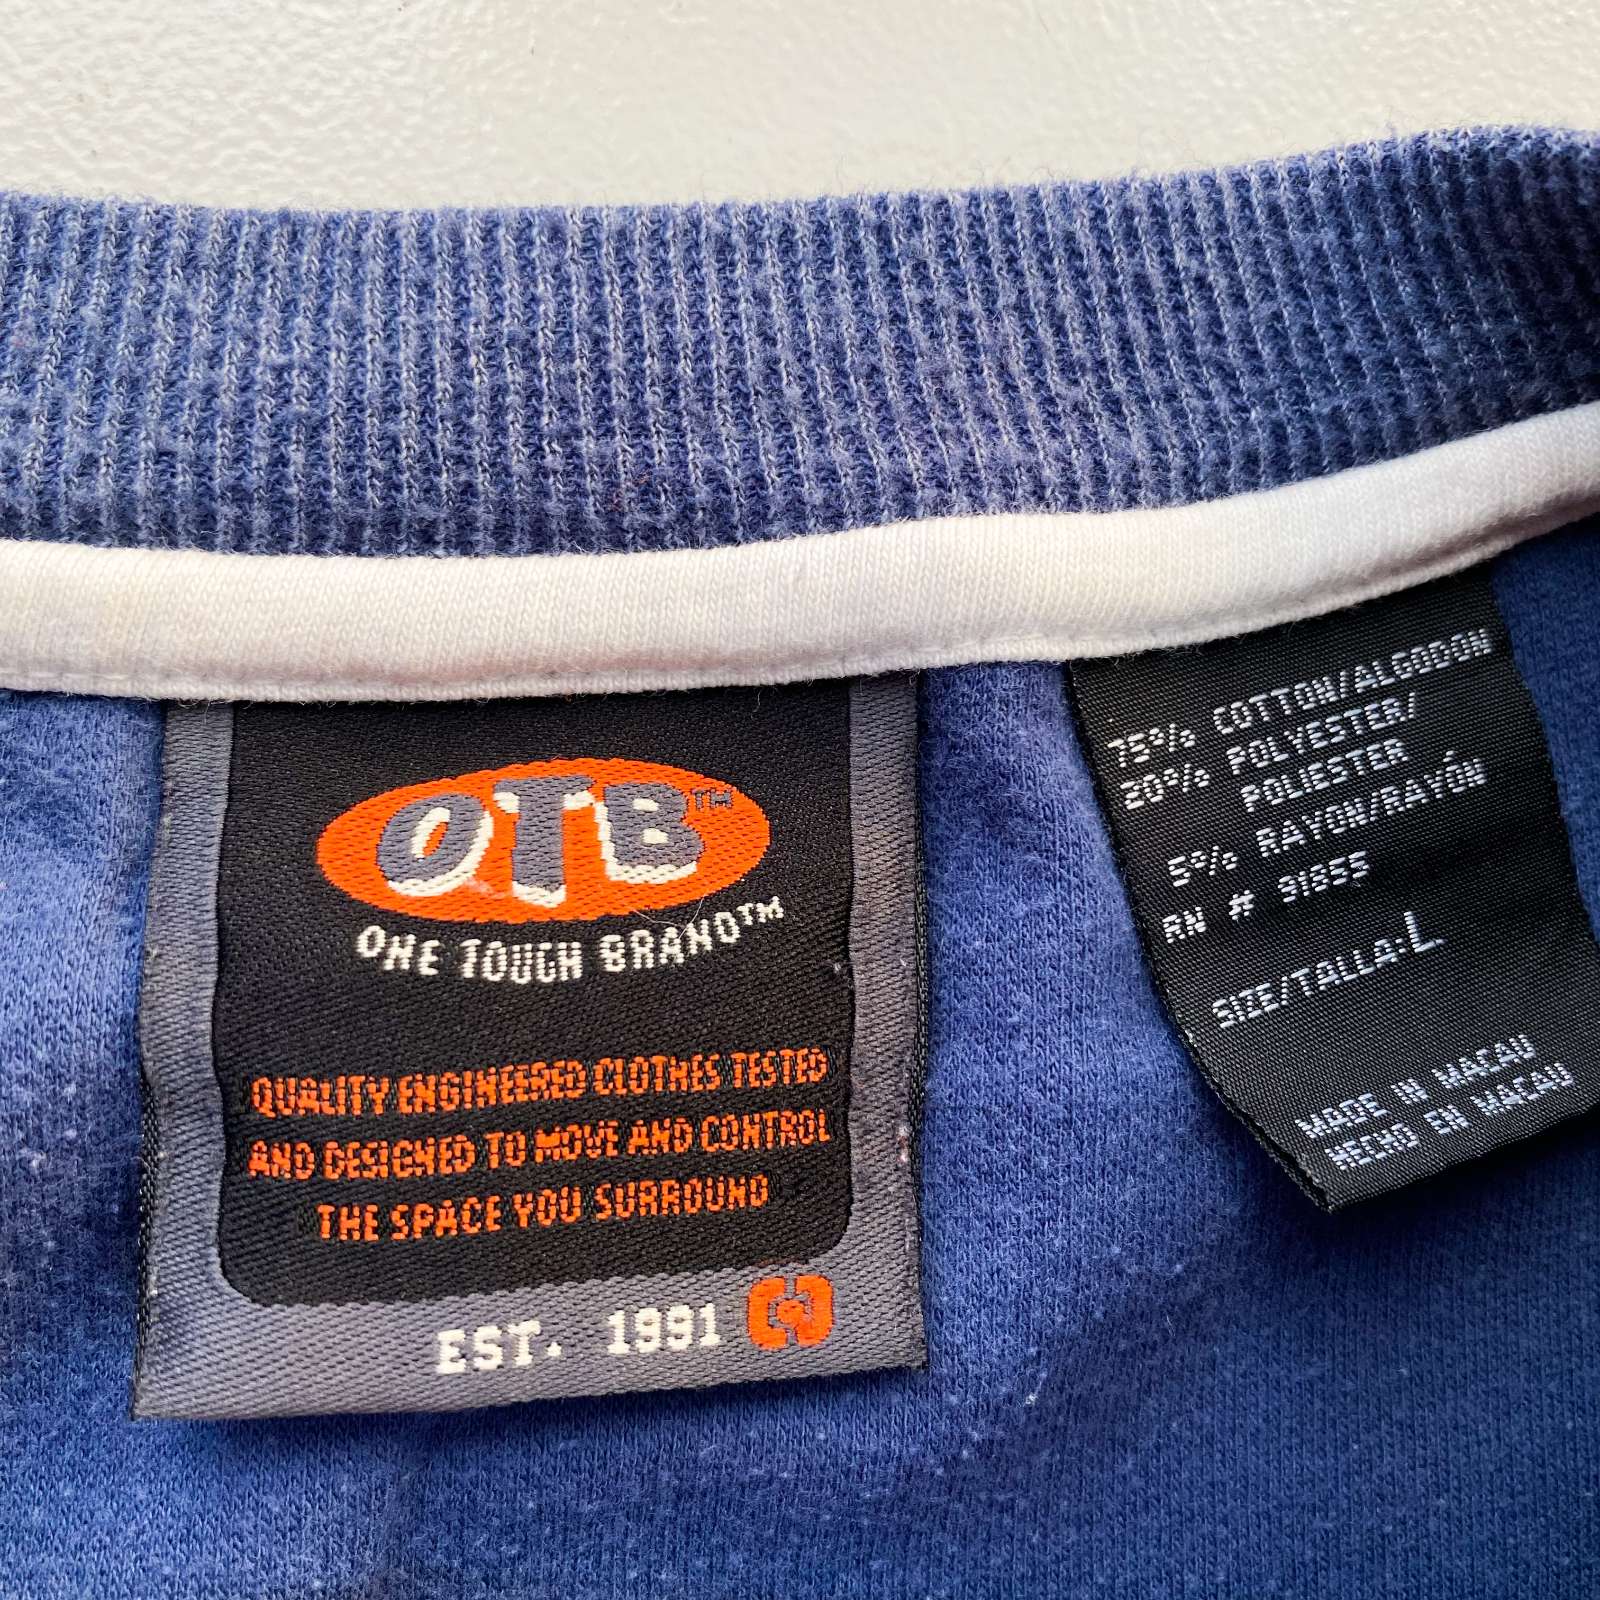 OTB™
ONE TOUGH BRAND™
QUALITY ENGINEERED CLOTHES TESTED
AND DESIGNED TO MOVE AND CONTROL
THE SPACE YOU SURROUND
EST. 1991
75% COTTON/ALGODON
20% POLYESTER/
POLIESTER
5% RAYON/RAYÓN
RN # 91855
SIZE/TALLA:L
MADE IN MACAU
HECHO EN MACAU